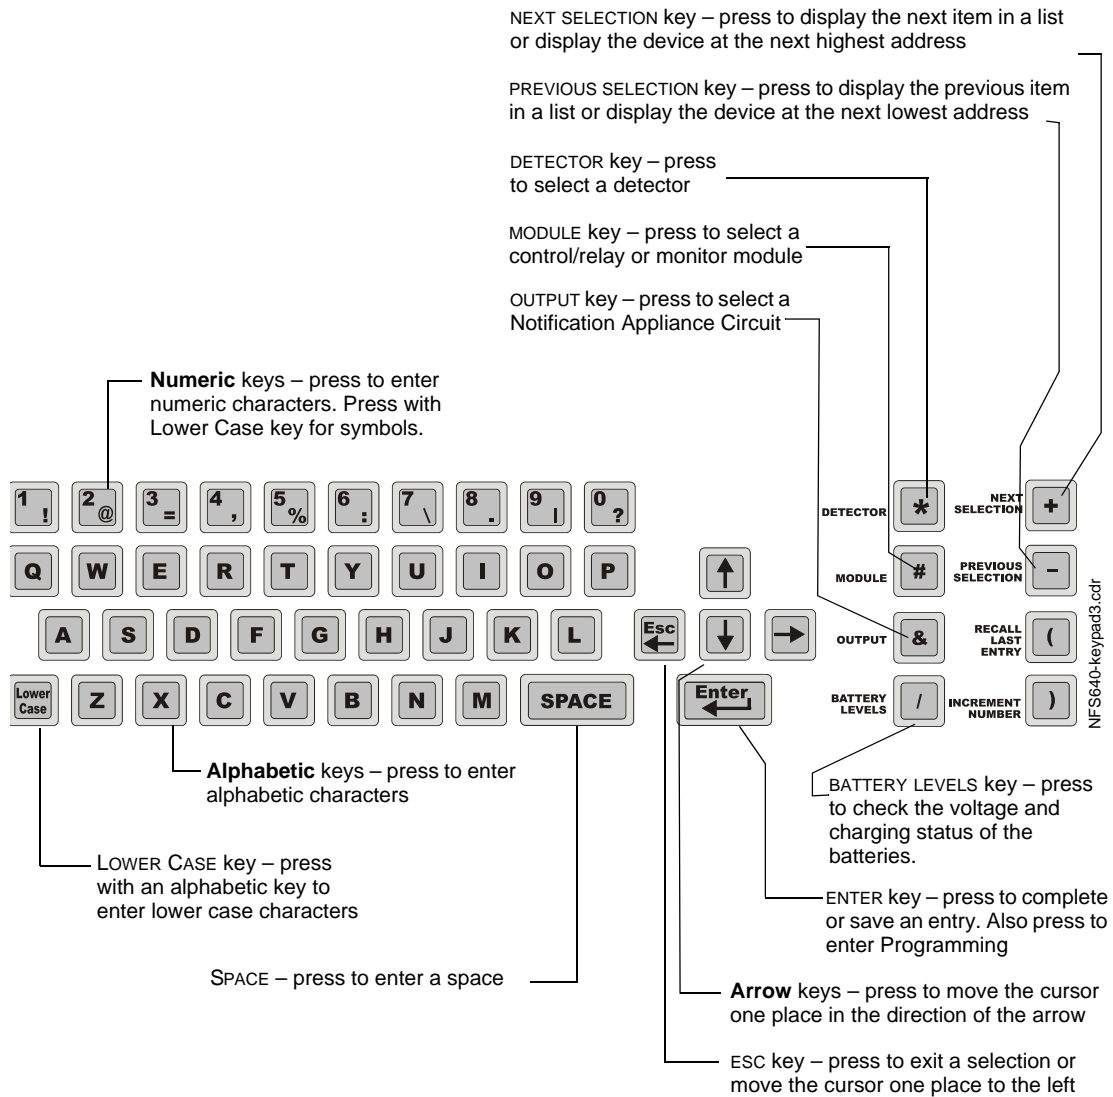 NEXT SELECTION key – press to display the next item in a list
or display the device at the next highest address
PREVIOUS SELECTION key – press to display the previous item
in a list or display the device at the next lowest address
DETECTOR key – press
to select a detector
MODULE key – press to select a
control/relay or monitor module
OUTPUT key – press to select a
Notification Appliance Circuit
Numeric keys – press to enter
numeric characters. Press with
Lower Case key for symbols.
1 ! 2 @ 3 = 4 , 5 % 6 : 7 \ 8 . 9 | 0 ?
DETECTOR * NEXT SELECTION +
Q W E R T Y U I O P
↑
MODULE # PREVIOUS SELECTION –
A S D F G H J K L
Esc ← ↓ →
OUTPUT & RECALL LAST ENTRY (
Lower Case Z X C V B N M SPACE
Enter
BATTERY LEVELS / INCREMENT NUMBER )
NFS640-keypad3.cdr
Alphabetic keys – press to enter
alphabetic characters
BATTERY LEVELS key – press
to check the voltage and
charging status of the
batteries.
LOWER CASE key – press
with an alphabetic key to
enter lower case characters
ENTER key – press to complete
or save an entry. Also press to
enter Programming
SPACE – press to enter a space
Arrow keys – press to move the cursor
one place in the direction of the arrow
ESC key – press to exit a selection or
move the cursor one place to the left